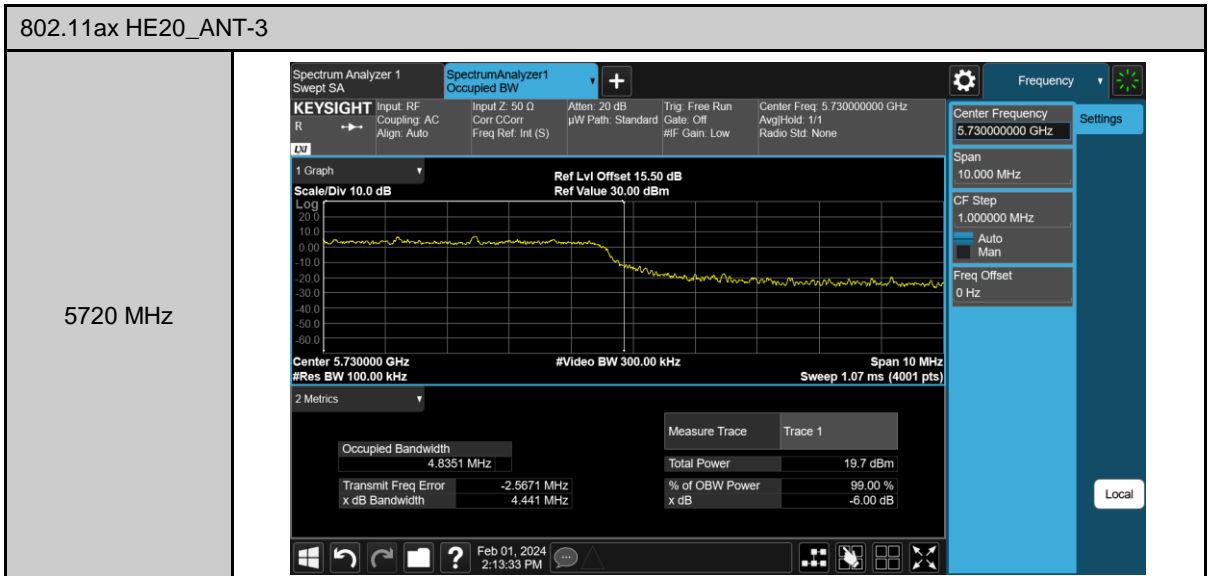 802.11ax HE20_ANT-3
5720 MHz
Spectrum Analyzer 1
Swept SA
SpectrumAnalyzer1
Occupied BW
Frequency
KEYSIGHT
R
LXI
Input: RF
Coupling: AC
Align: Auto
Input Z: 50 Ω
Corr CCorr
Freq Ref: Int (S)
Atten: 20 dB
µW Path: Standard
Trig: Free Run
Gate: Off
#IF Gain: Low
Center Freq: 5.730000000 GHz
Avg|Hold: 1/1
Radio Std: None
Center Frequency
5.730000000 GHz
Settings
Span
10.000 MHz
CF Step
1.000000 MHz
Auto
Man
Freq Offset
0 Hz
Local
1 Graph
Scale/Div 10.0 dB
Ref Lvl Offset 15.50 dB
Ref Value 30.00 dBm
Log
20.0
10.0
0.00
-10.0
-20.0
-30.0
-40.0
-50.0
-60.0
Center 5.730000 GHz
#Video BW 300.00 kHz
Span 10 MHz
#Res BW 100.00 kHz
Sweep 1.07 ms (4001 pts)
2 Metrics
Measure Trace
Trace 1
Occupied Bandwidth
4.8351 MHz
Total Power
19.7 dBm
Transmit Freq Error
-2.5671 MHz
% of OBW Power
99.00 %
x dB Bandwidth
4.441 MHz
x dB
-6.00 dB
?
Feb 01, 2024
2:13:33 PM